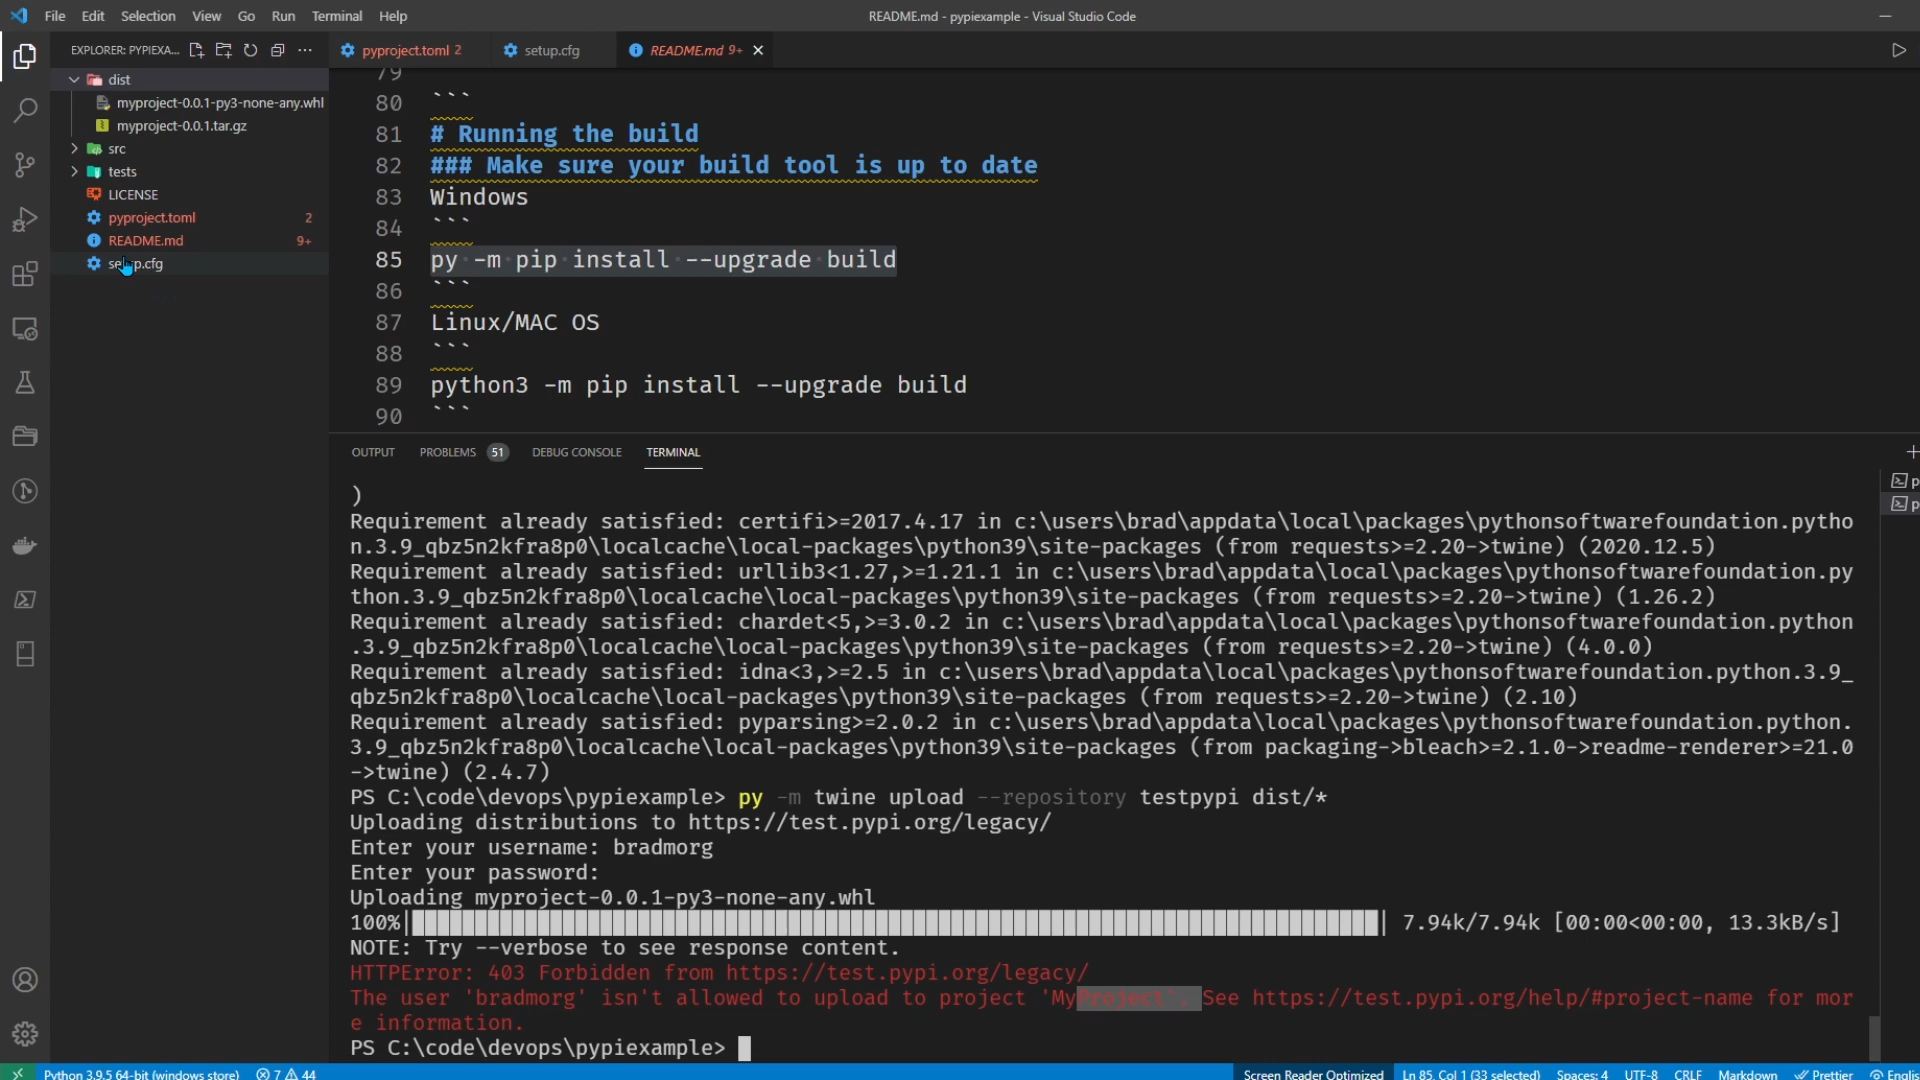 File Edit Selection View Go Run Terminal Help
README.md - pypiexample - Visual Studio Code
EXPLORER: PYPIEXA...
pyproject.toml 2
setup.cfg
README.md 9+
dist
myproject-0.0.1-py3-none-any.whl
myproject-0.0.1.tar.gz
src
tests
LICENSE
pyproject.toml 2
README.md 9+
setup.cfg
79
80 ```
81 # Running the build
82 ### Make sure your build tool is up to date
83 Windows
84 ```
85 py -m pip install --upgrade build
86 ```
87 Linux/MAC OS
88 ```
89 python3 -m pip install --upgrade build
90 ```
OUTPUT PROBLEMS 51 DEBUG CONSOLE TERMINAL
)
Requirement already satisfied: certifi>=2017.4.17 in c:\users\brad\appdata\local\packages\pythonsoftwarefoundation.pytho
n.3.9_qbz5n2kfra8p0\localcache\local-packages\python39\site-packages (from requests>=2.20->twine) (2020.12.5)
Requirement already satisfied: urllib3<1.27,>=1.21.1 in c:\users\brad\appdata\local\packages\pythonsoftwarefoundation.py
thon.3.9_qbz5n2kfra8p0\localcache\local-packages\python39\site-packages (from requests>=2.20->twine) (1.26.2)
Requirement already satisfied: chardet<5,>=3.0.2 in c:\users\brad\appdata\local\packages\pythonsoftwarefoundation.python
.3.9_qbz5n2kfra8p0\localcache\local-packages\python39\site-packages (from requests>=2.20->twine) (4.0.0)
Requirement already satisfied: idna<3,>=2.5 in c:\users\brad\appdata\local\packages\pythonsoftwarefoundation.python.3.9_
qbz5n2kfra8p0\localcache\local-packages\python39\site-packages (from requests>=2.20->twine) (2.10)
Requirement already satisfied: pyparsing>=2.0.2 in c:\users\brad\appdata\local\packages\pythonsoftwarefoundation.python.
3.9_qbz5n2kfra8p0\localcache\local-packages\python39\site-packages (from packaging->bleach>=2.1.0->readme-renderer>=21.0
->twine) (2.4.7)
PS C:\code\devops\pypiexample> py -m twine upload --repository testpypi dist/*
Uploading distributions to https://test.pypi.org/legacy/
Enter your username: bradmorg
Enter your password:
Uploading myproject-0.0.1-py3-none-any.whl
100%| | 7.94k/7.94k [00:00<00:00, 13.3kB/s]
NOTE: Try --verbose to see response content.
HTTPError: 403 Forbidden from https://test.pypi.org/legacy/
The user 'bradmorg' isn't allowed to upload to project 'MyProject'. See https://test.pypi.org/help/#project-name for mor
e information.
PS C:\code\devops\pypiexample>
Python 3.9.5 64-bit (windows store) 7 44
Screen Reader Optimized Ln 85, Col 1 (33 selected) Spaces: 4 UTF-8 CRLF Markdown Prettier Englis